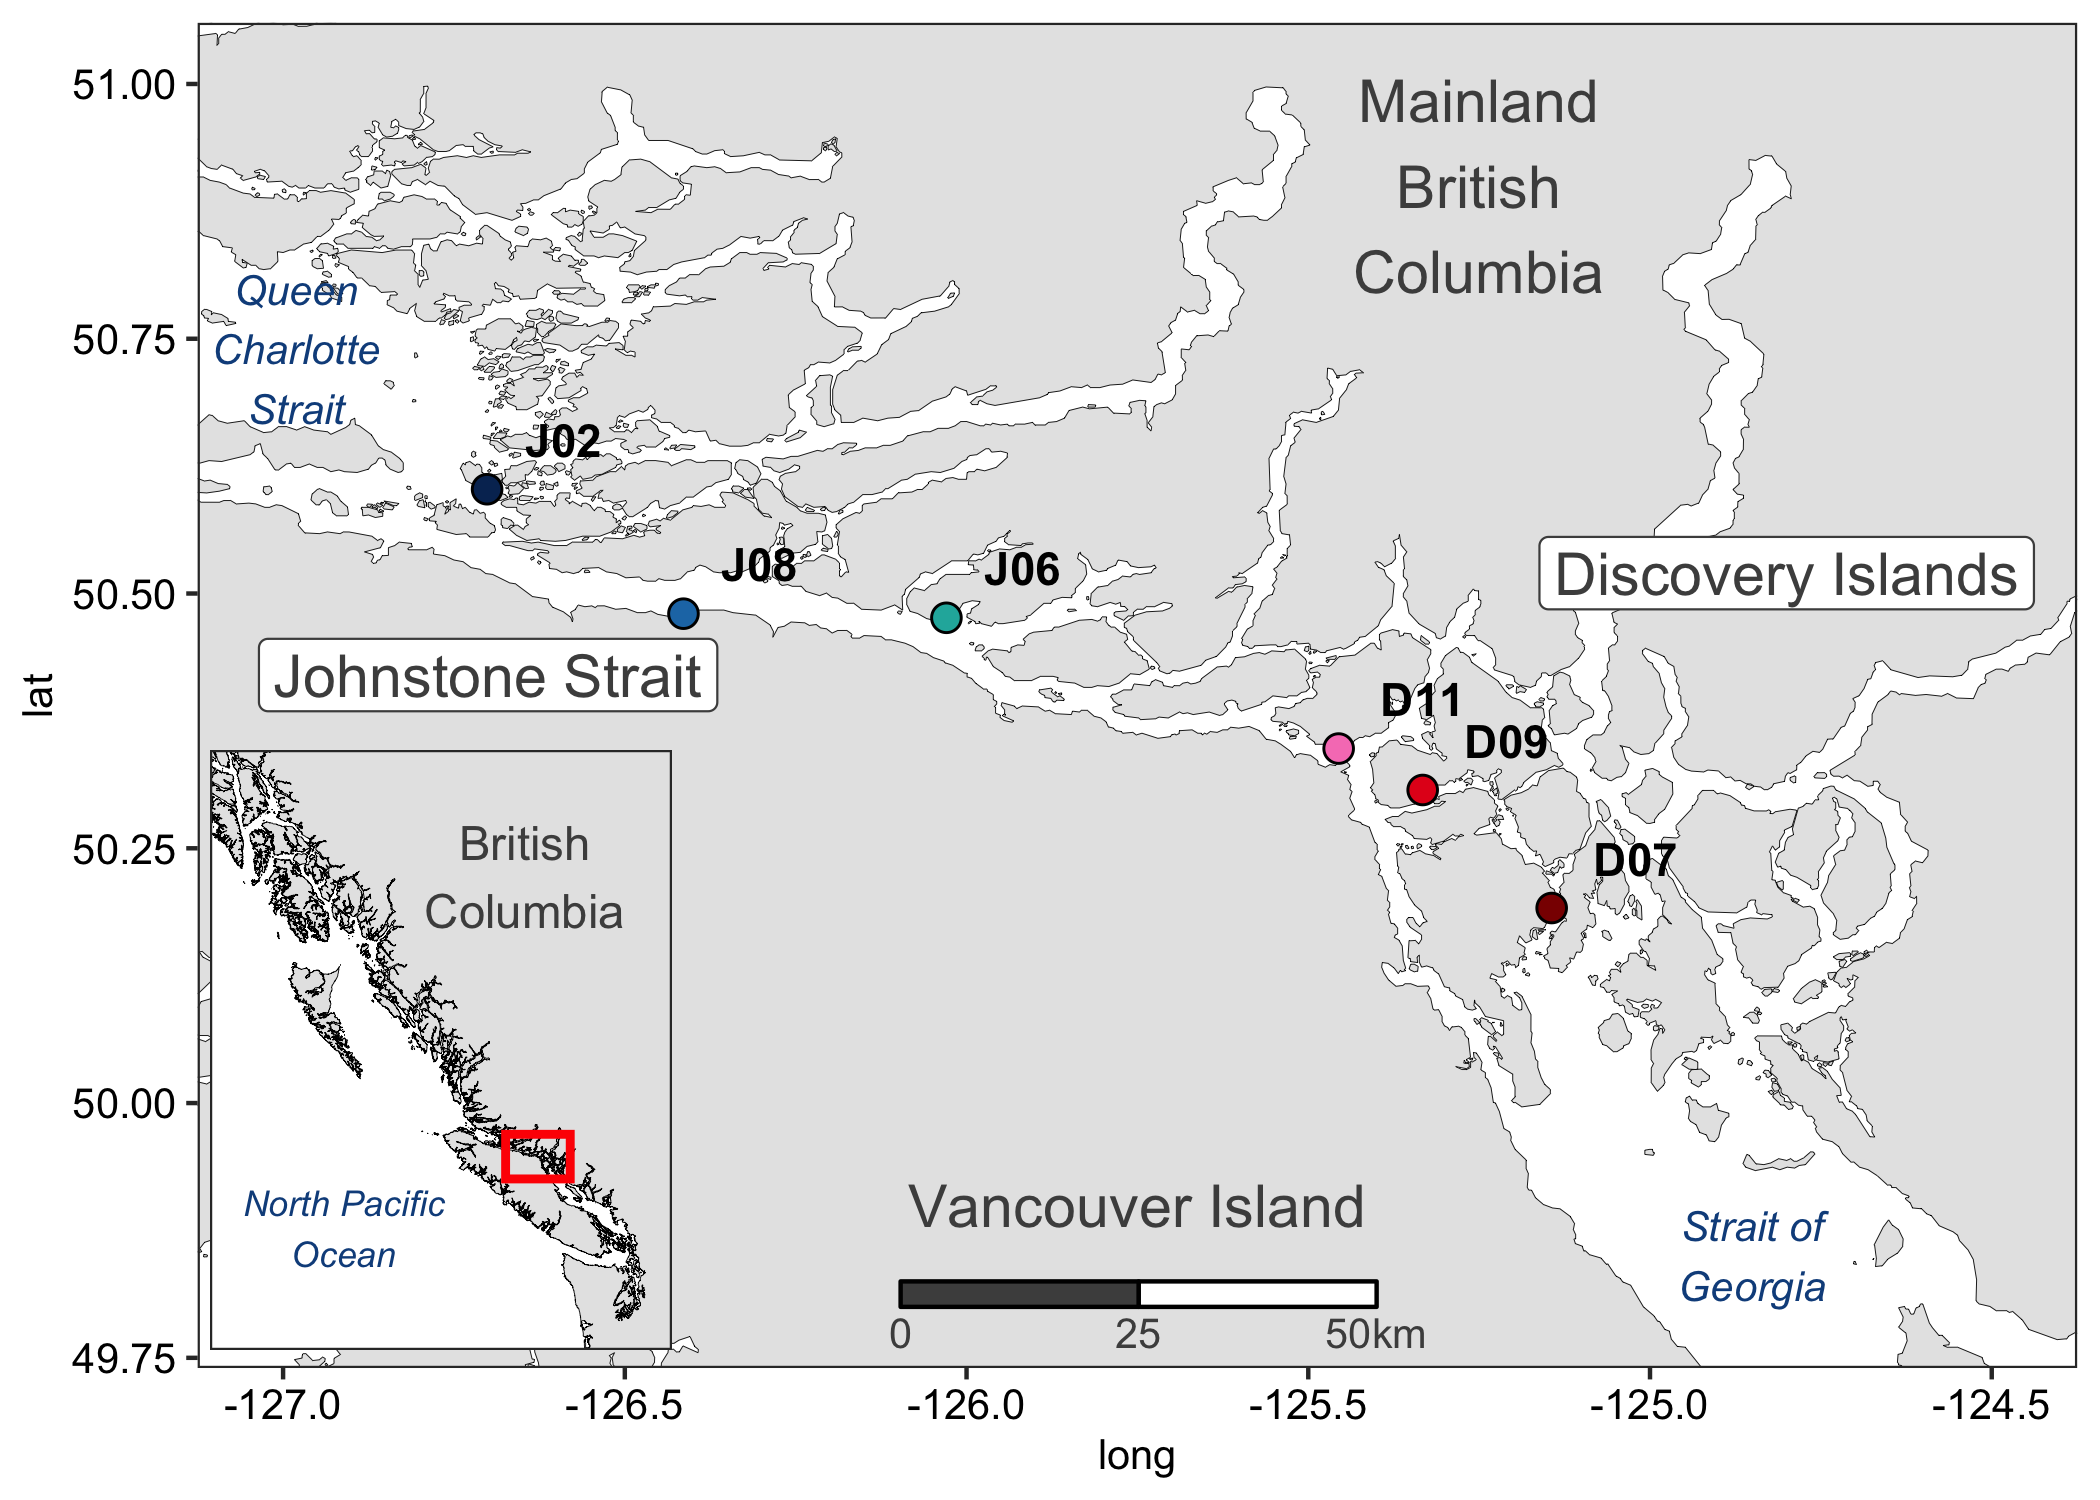 51.00
50.75
50.50
50.25
50.00
49.75
lat
Mainland
British
Columbia
Queen
Charlotte
Strait
J02
J08
J06
Discovery Islands
Johnstone Strait
D11
D09
D07
British
Columbia
North Pacific
Ocean
Vancouver Island
0 25 50km
Strait of
Georgia
-127.0 -126.5 -126.0 -125.5 -125.0 -124.5
long